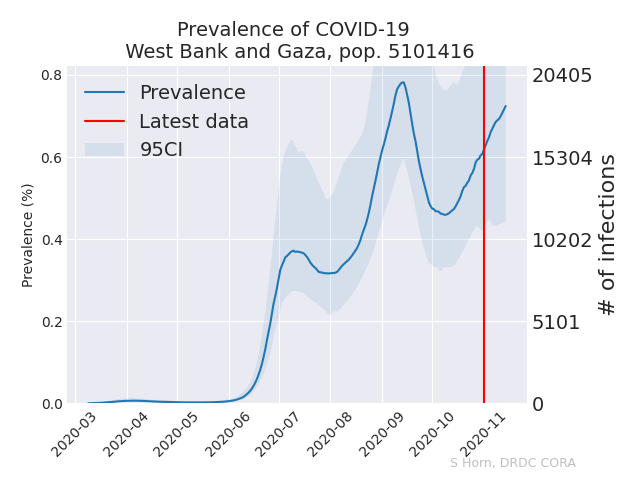 Prevalence of COVID-19
West Bank and Gaza, pop. 5101416
0.8
0.6
0.4
0.2
0.0
Prevalence (%)
Prevalence
Latest data
95CI
20405
15304
10202
5101
0
# of infections
2020-03
2020-04
2020-05
2020-06
2020-07
2020-08
2020-09
2020-10
2020-11
S Horn, DRDC CORA